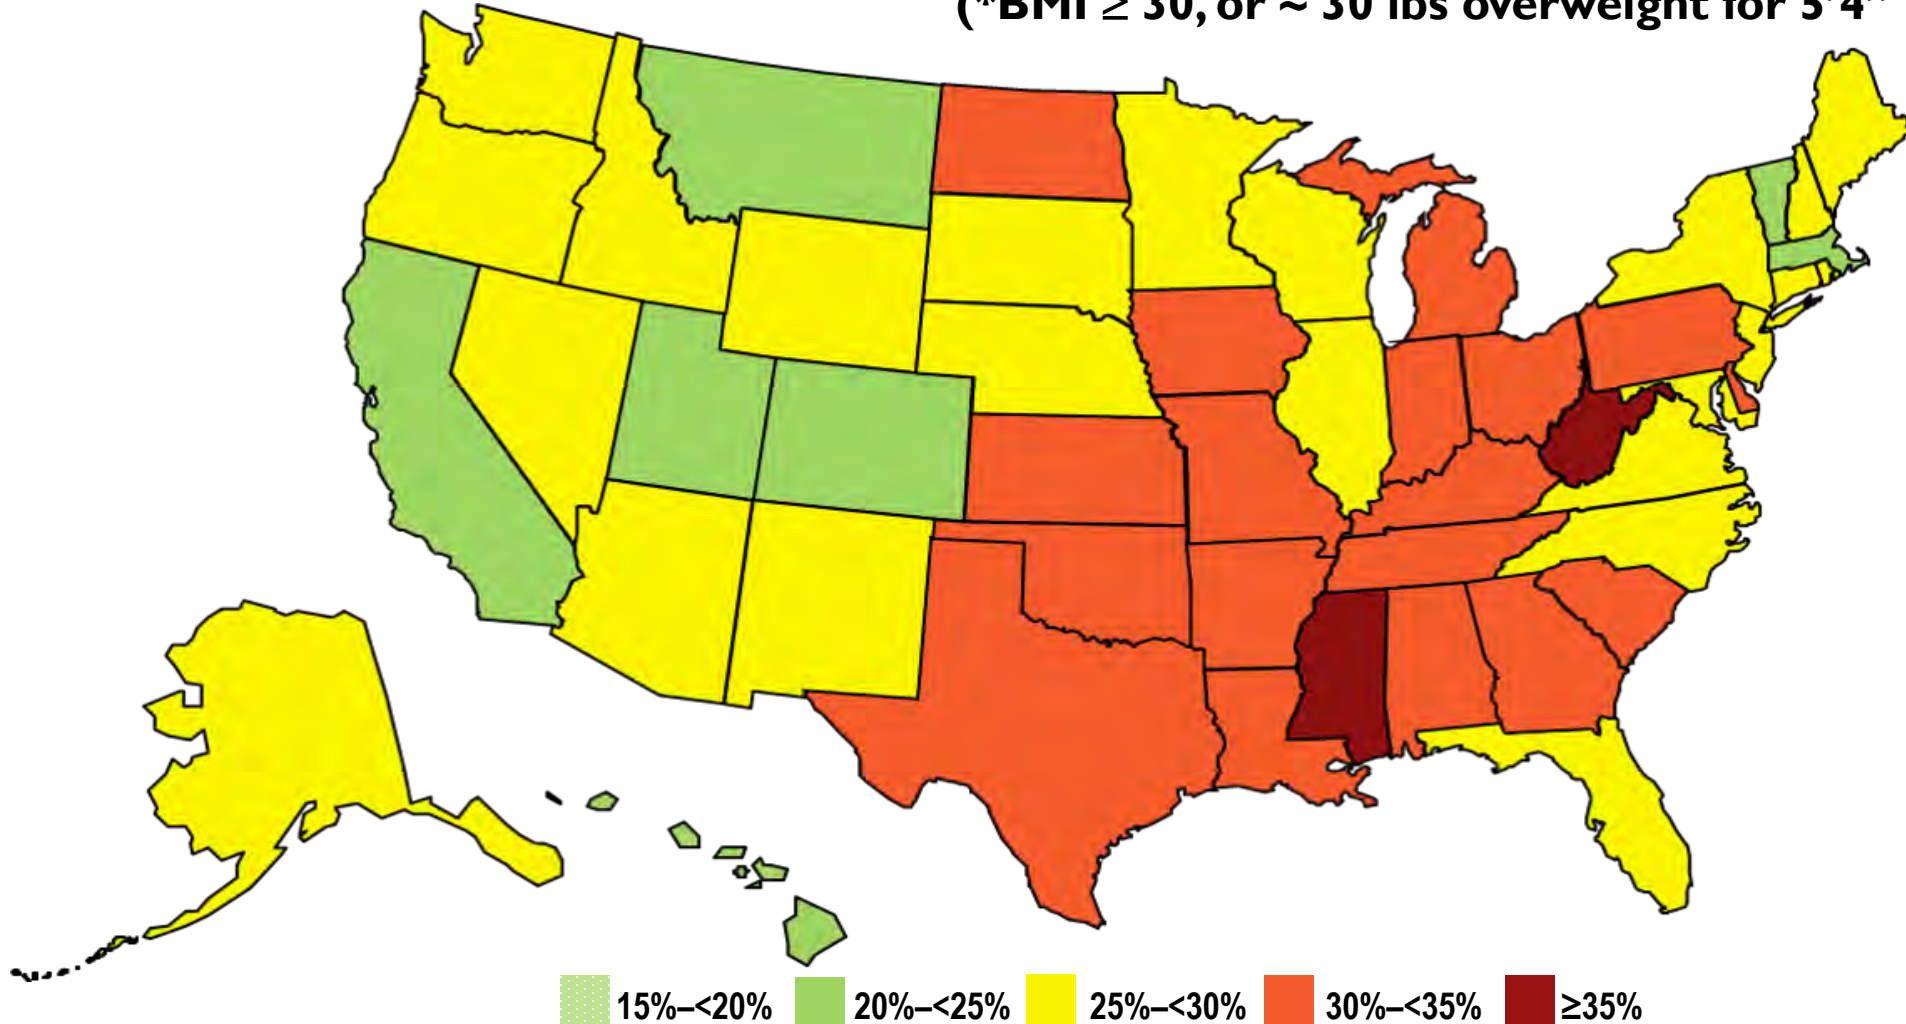 (*BMI ≥ 30, or ~ 30 lbs overweight for 5'4"
15%–<20% 20%–<25% 25%–<30% 30%–<35% ≥35%